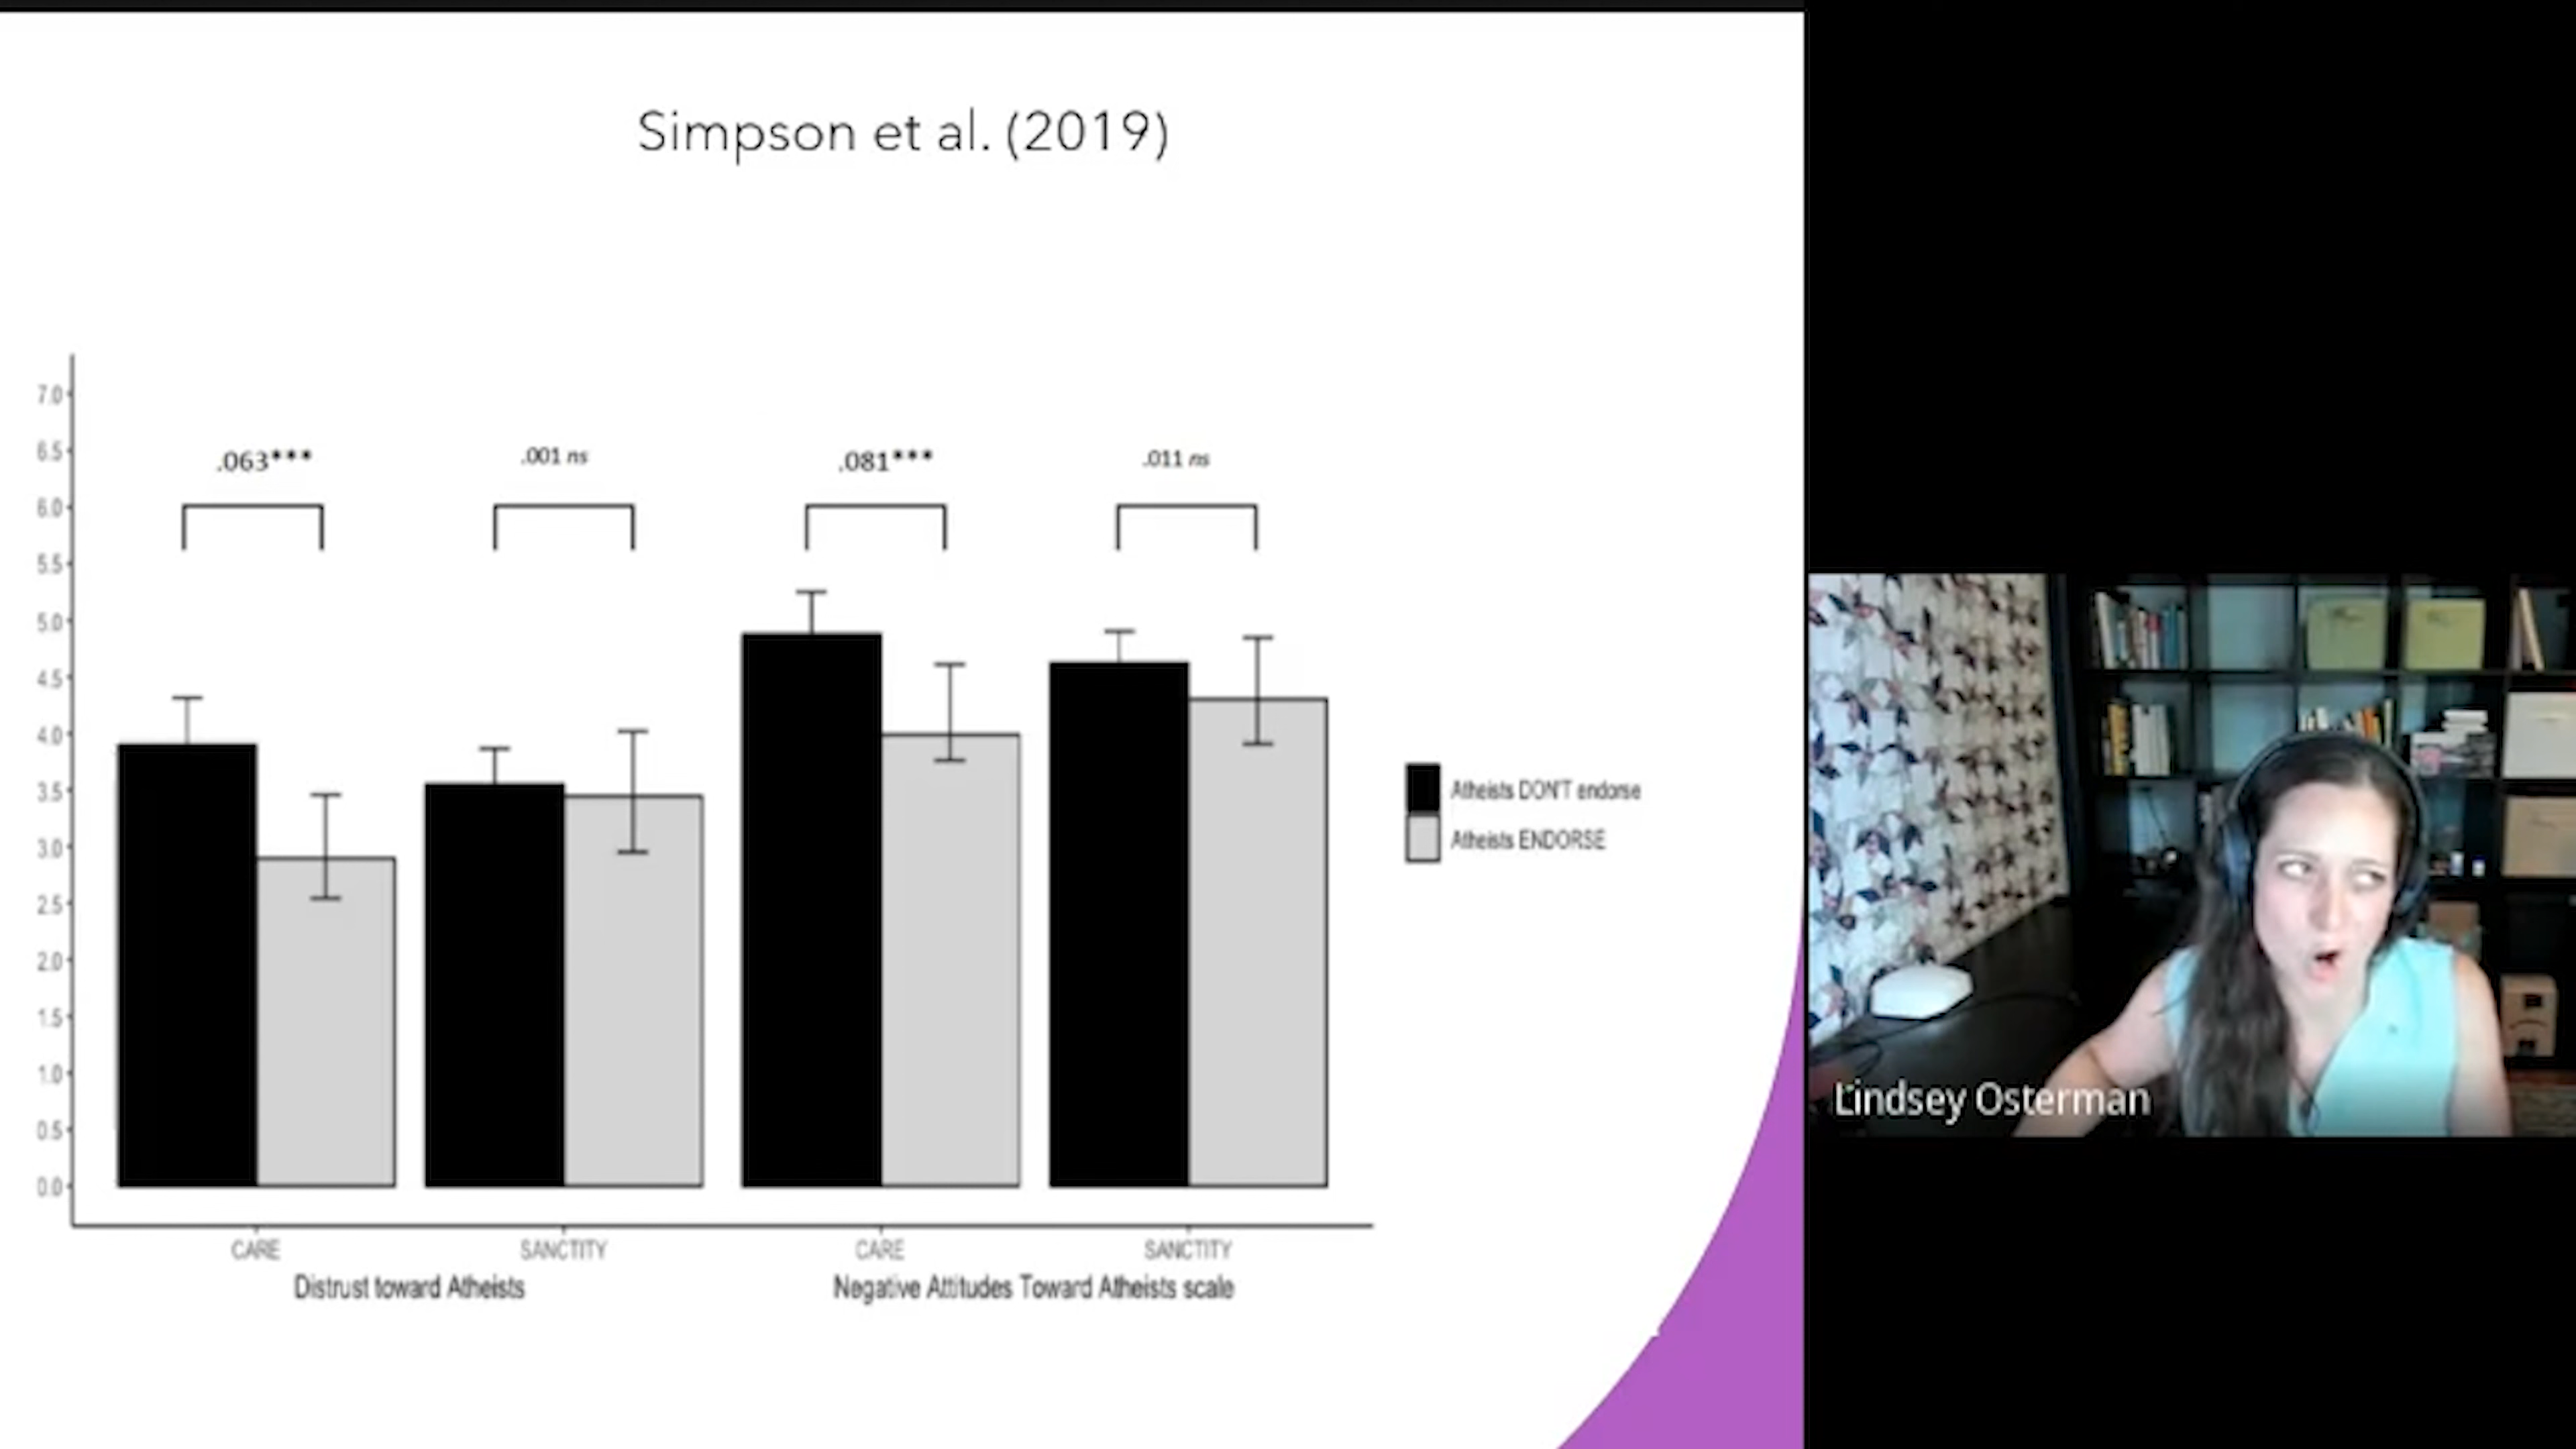 Simpson et al. (2019)
7.0
6.5
6.0
5.5
5.0
4.5
4.0
3.5
3.0
2.5
2.0
1.5
1.0
0.5
0.0
.063***
.001 ns
.081***
.011 ns
Atheists DON'T endorse
Atheists ENDORSE
CARE
SANCTITY
CARE
SANCTITY
Distrust toward Atheists
Negative Attitudes Toward Atheists scale
Lindsey Osterman